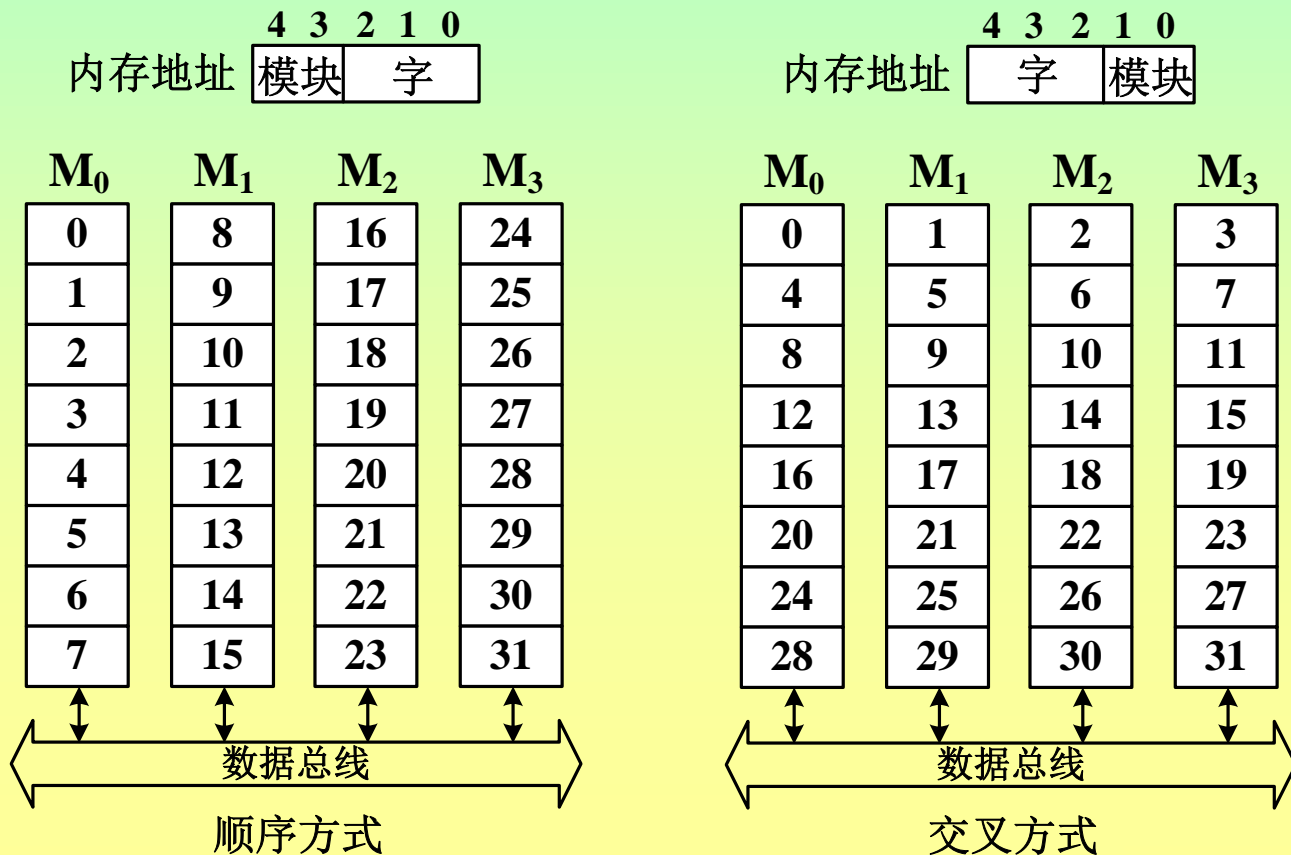 4 3 2 1 0
内存地址 模块 字
M₀ M₁ M₂ M₃
0 8 16 24
1 9 17 25
2 10 18 26
3 11 19 27
4 12 20 28
5 13 21 29
6 14 22 30
7 15 23 31
数据总线
顺序方式
4 3 2 1 0
内存地址 字 模块
M₀ M₁ M₂ M₃
0 1 2 3
4 5 6 7
8 9 10 11
12 13 14 15
16 17 18 19
20 21 22 23
24 25 26 27
28 29 30 31
数据总线
交叉方式